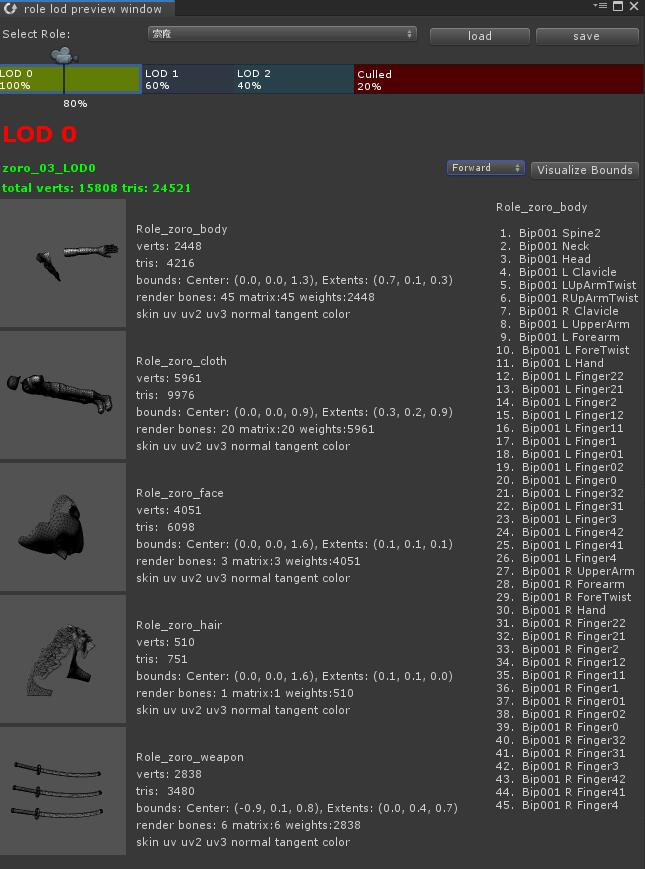 role lod preview window
Select Role:
索隆
load
save
LOD 0
100%
LOD 1
60%
LOD 2
40%
Culled
20%
80%
LOD 0
zoro_03_LOD0
Forward
Visualize Bounds
total verts: 15808 tris: 24521
Role_zoro_body
verts: 2448
tris: 4216
bounds: Center: (0.0, 0.0, 1.3), Extents: (0.7, 0.1, 0.3)
render bones: 45 matrix:45 weights:2448
skin uv uv2 uv3 normal tangent color
Role_zoro_cloth
verts: 5961
tris: 9976
bounds: Center: (0.0, 0.0, 0.9), Extents: (0.3, 0.2, 0.9)
render bones: 20 matrix:20 weights:5961
skin uv uv2 uv3 normal tangent color
Role_zoro_face
verts: 4051
tris: 6098
bounds: Center: (0.0, 0.0, 1.6), Extents: (0.1, 0.1, 0.1)
render bones: 3 matrix:3 weights:4051
skin uv uv2 uv3 normal tangent color
Role_zoro_hair
verts: 510
tris: 751
bounds: Center: (0.0, 0.0, 1.6), Extents: (0.1, 0.1, 0.0)
render bones: 1 matrix:1 weights:510
skin uv uv2 uv3 normal tangent color
Role_zoro_weapon
verts: 2838
tris: 3480
bounds: Center: (-0.9, 0.1, 0.8), Extents: (0.0, 0.4, 0.7)
render bones: 6 matrix:6 weights:2838
skin uv uv2 uv3 normal tangent color
Role_zoro_body
1. Bip001 Spine2
2. Bip001 Neck
3. Bip001 Head
4. Bip001 L Clavicle
5. Bip001 LUpArmTwist
6. Bip001 RUpArmTwist
7. Bip001 R Clavicle
8. Bip001 L UpperArm
9. Bip001 L Forearm
10. Bip001 L ForeTwist
11. Bip001 L Hand
12. Bip001 L Finger22
13. Bip001 L Finger21
14. Bip001 L Finger2
15. Bip001 L Finger12
16. Bip001 L Finger11
17. Bip001 L Finger1
18. Bip001 L Finger01
19. Bip001 L Finger02
20. Bip001 L Finger0
21. Bip001 L Finger32
22. Bip001 L Finger31
23. Bip001 L Finger3
24. Bip001 L Finger42
25. Bip001 L Finger41
26. Bip001 L Finger4
27. Bip001 R UpperArm
28. Bip001 R Forearm
29. Bip001 R ForeTwist
30. Bip001 R Hand
31. Bip001 R Finger22
32. Bip001 R Finger21
33. Bip001 R Finger2
34. Bip001 R Finger12
35. Bip001 R Finger11
36. Bip001 R Finger1
37. Bip001 R Finger01
38. Bip001 R Finger02
39. Bip001 R Finger0
40. Bip001 R Finger32
41. Bip001 R Finger31
42. Bip001 R Finger3
43. Bip001 R Finger42
44. Bip001 R Finger41
45. Bip001 R Finger4